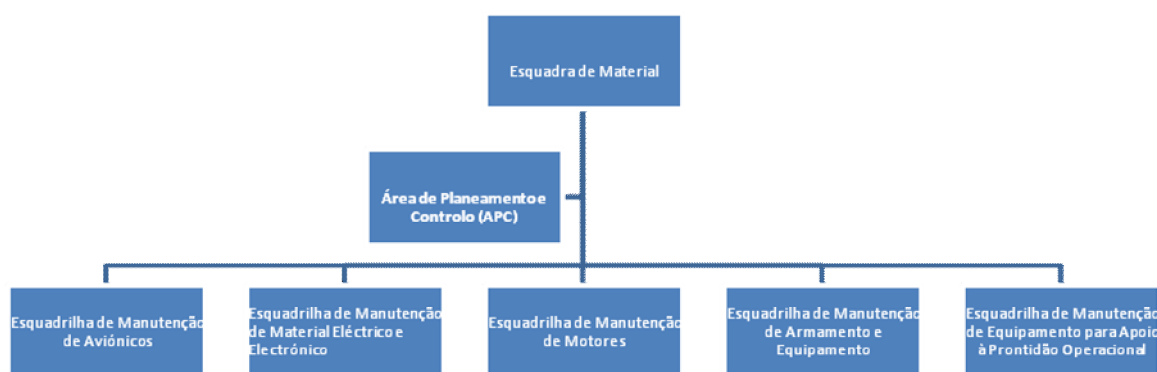 Esquadra de Material
Área de Planeamento e
Controlo (APC)
Esquadrilha de Manutenção
de Aviónicos
Esquadrilha de Manutenção
de Material Eléctrico e
Electrónico
Esquadrilha de Manutenção
de Motores
Esquadrilha de Manutenção
de Armamento e
Equipamento
Esquadrilha de Manutenção
de Equipamento para Apoio
à Prontidão Operacional